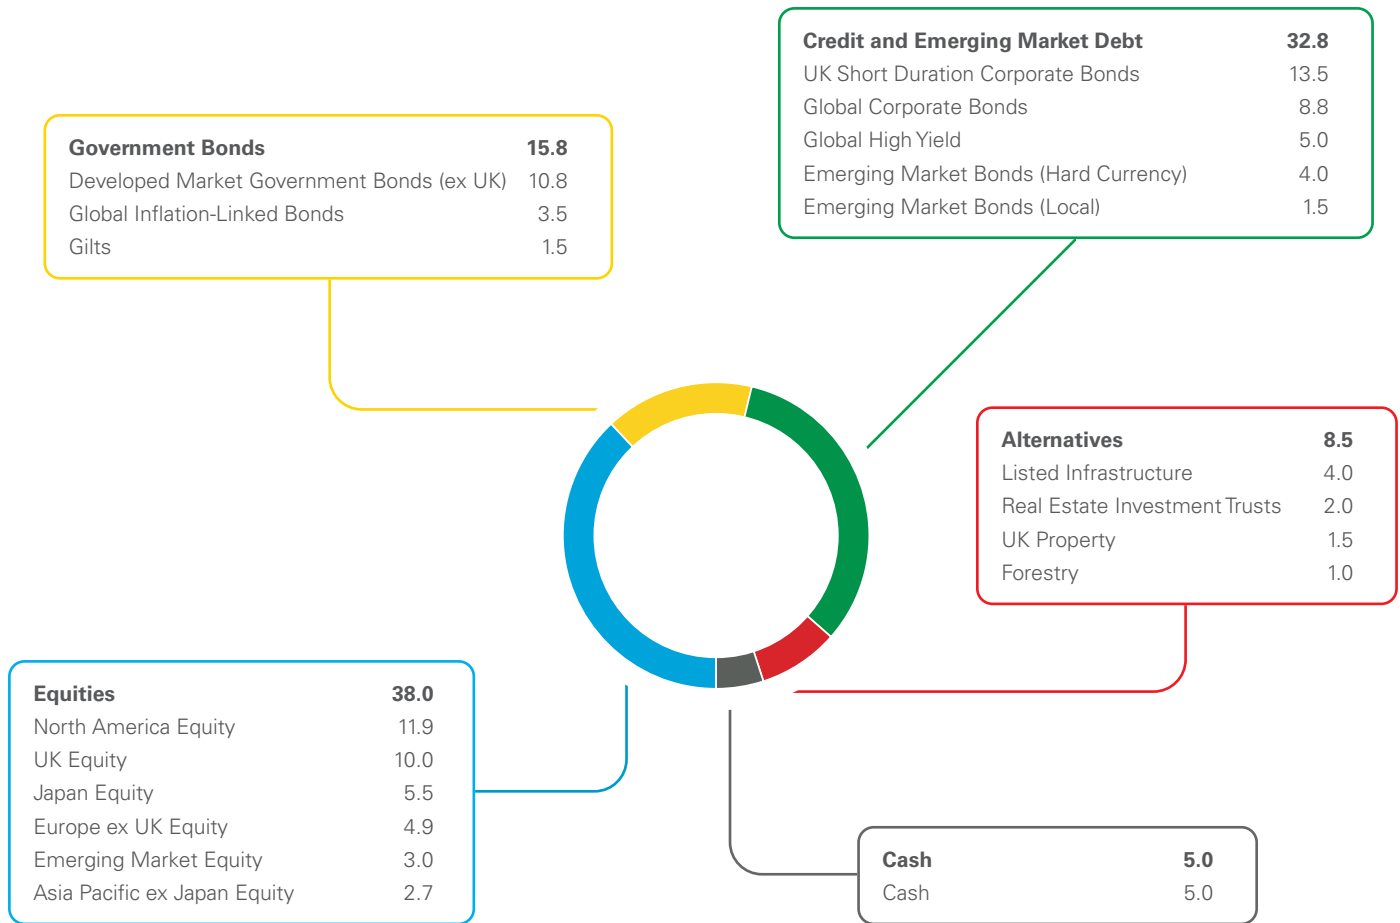 Credit and Emerging Market Debt 32.8
UK Short Duration Corporate Bonds 13.5
Global Corporate Bonds 8.8
Global High Yield 5.0
Emerging Market Bonds (Hard Currency) 4.0
Emerging Market Bonds (Local) 1.5
Government Bonds 15.8
Developed Market Government Bonds (ex UK) 10.8
Global Inflation-Linked Bonds 3.5
Gilts 1.5
Alternatives 8.5
Listed Infrastructure 4.0
Real Estate Investment Trusts 2.0
UK Property 1.5
Forestry 1.0
Equities 38.0
North America Equity 11.9
UK Equity 10.0
Japan Equity 5.5
Europe ex UK Equity 4.9
Emerging Market Equity 3.0
Asia Pacific ex Japan Equity 2.7
Cash 5.0
Cash 5.0